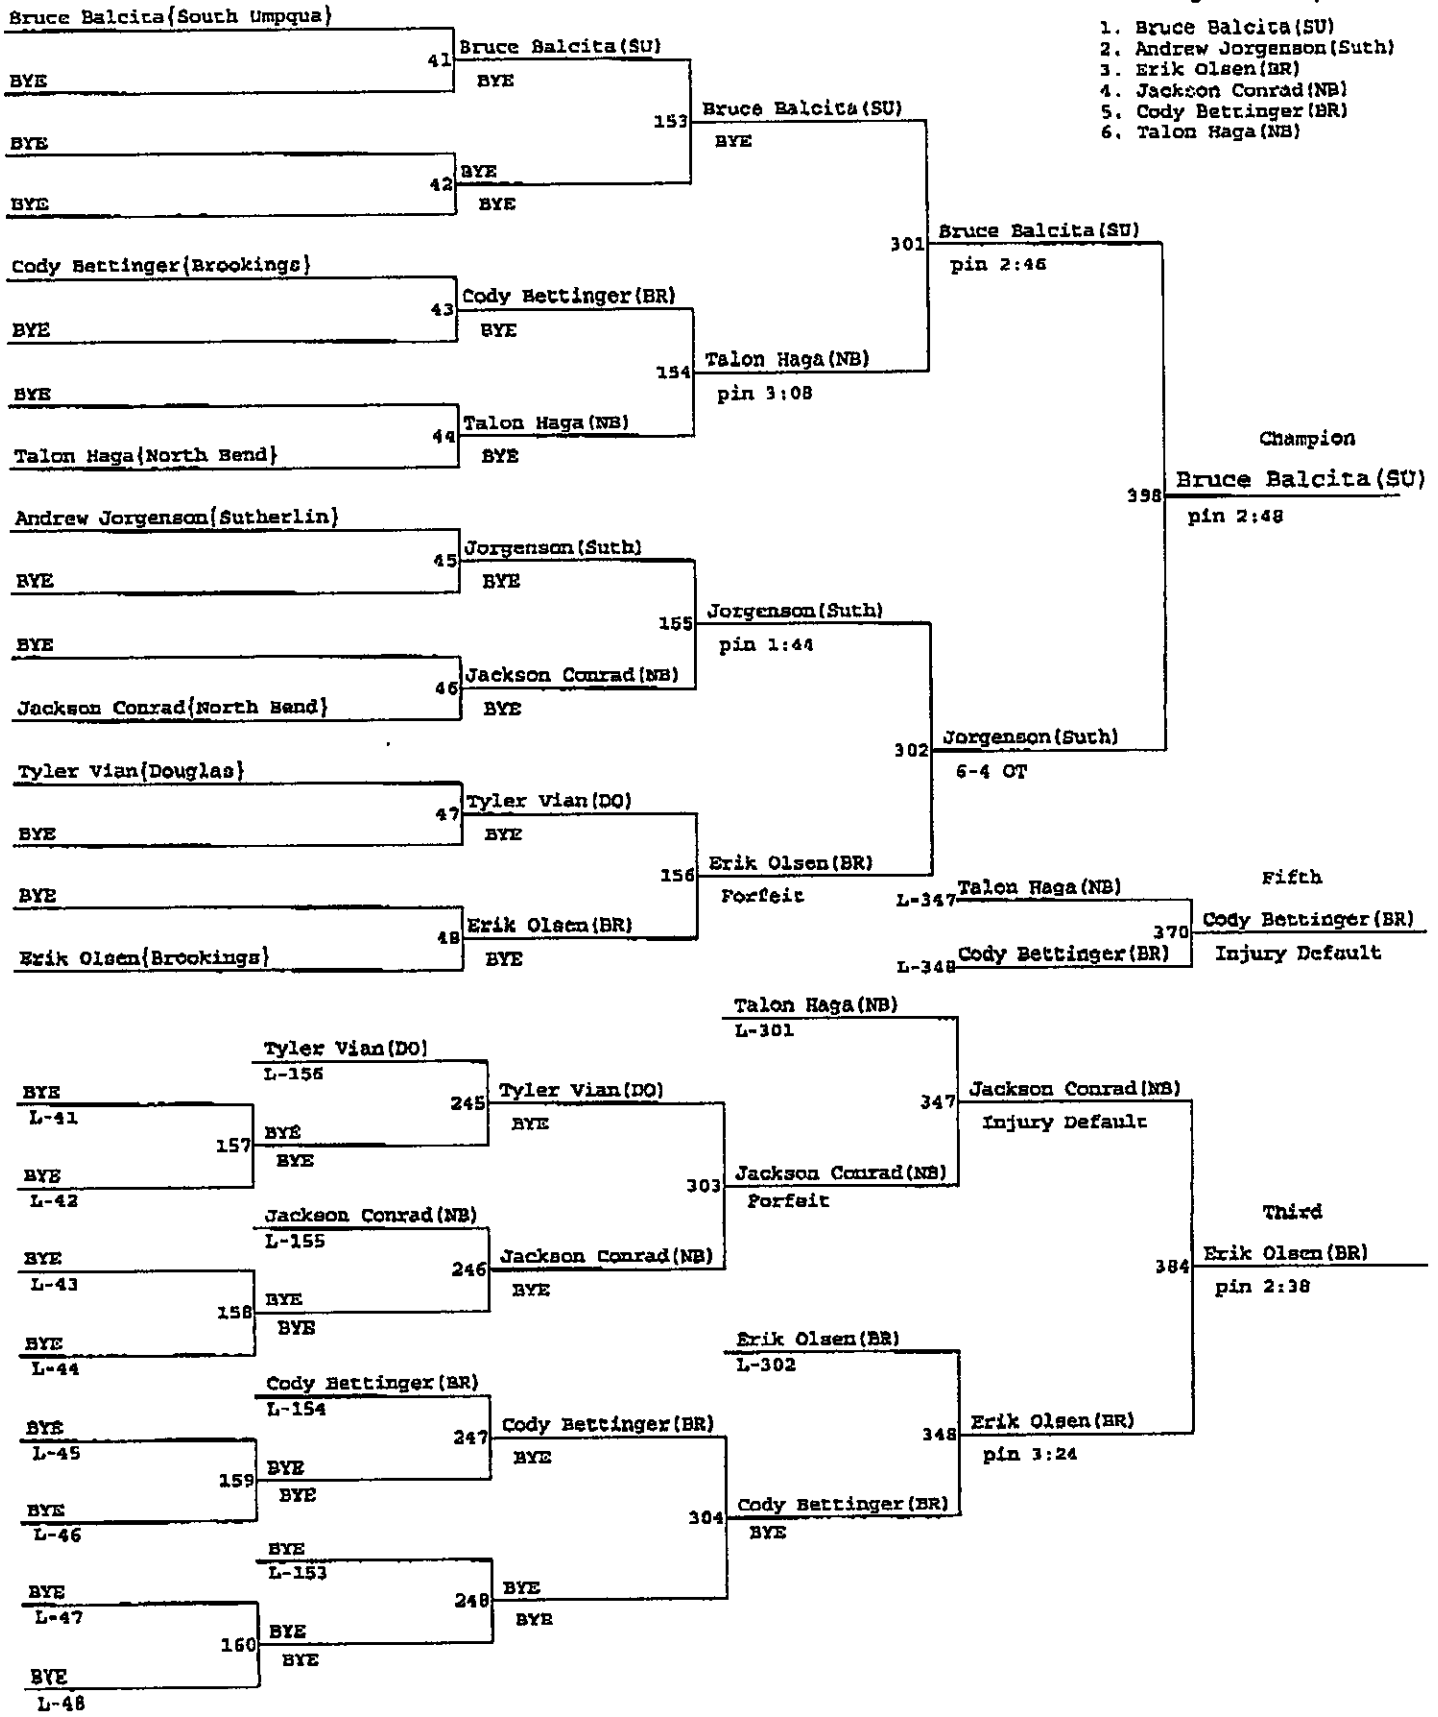 1. Bruce Balcita(SU)
2. Andrew Jorgenson(Suth)
3. Erik Olsen(BR)
4. Jackson Conrad(NB)
5. Cody Bettinger(BR)
6. Talon Haga(NB)
Bruce Balcita{South Umpqua}
41
Bruce Balcita(SU)
BYE
BYE
153
Bruce Balcita(SU)
BYE
BYE
42
BYE
BYE
BYE
301
Bruce Balcita(SU)
pin 2:46
Cody Bettinger{Brookings}
43
Cody Bettinger(BR)
BYE
BYE
154
Talon Haga(NB)
pin 3:08
BYE
44
Talon Haga(NB)
BYE
Talon Haga{North Bend}
Champion
398
Bruce Balcita(SU)
pin 2:48
Andrew Jorgenson{Sutherlin}
45
Jorgenson(Suth)
BYE
BYE
155
Jorgenson(Suth)
pin 1:44
BYE
46
Jackson Conrad(NB)
BYE
Jackson Conrad{North Bend}
302
Jorgenson(Suth)
6-4 OT
Tyler Vian{Douglas}
47
Tyler Vian(DO)
BYE
BYE
156
Erik Olsen(BR)
Forfeit
BYE
48
Erik Olsen(BR)
BYE
Erik Olsen{Brookings}
Fifth
L-347
Talon Haga(NB)
370
Cody Bettinger(BR)
Injury Default
L-348
Cody Bettinger(BR)
Talon Haga(NB)
L-301
Tyler Vian(DO)
L-156
BYE
L-41
245
Tyler Vian(DO)
BYE
347
Jackson Conrad(NB)
Injury Default
157
BYE
BYE
BYE
L-42
303
Jackson Conrad(NB)
Forfeit
Jackson Conrad(NB)
L-155
Third
BYE
L-43
246
Jackson Conrad(NB)
BYE
384
Erik Olsen(BR)
pin 2:38
158
BYE
BYE
BYE
L-44
Erik Olsen(BR)
L-302
Cody Bettinger(BR)
L-154
BYE
L-45
247
Cody Bettinger(BR)
BYE
348
Erik Olsen(BR)
pin 3:24
159
BYE
BYE
BYE
L-46
304
Cody Bettinger(BR)
BYE
BYE
L-153
BYE
L-47
248
BYE
BYE
160
BYE
BYE
BYE
L-48